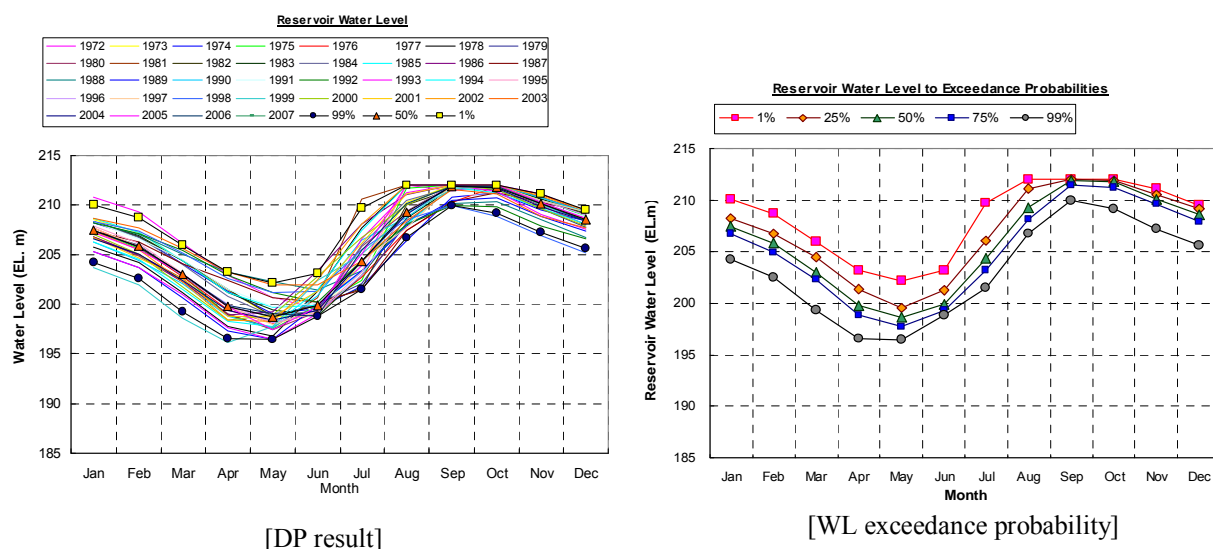 Reservoir Water Level
1972 1973 1974 1975 1976 1977 1978 1979
1980 1981 1982 1983 1984 1985 1986 1987
1988 1989 1990 1991 1992 1993 1994 1995
1996 1997 1998 1999 2000 2001 2002 2003
2004 2005 2006 2007 99% 50% 1%
Water Level (EL. m)
215
210
205
200
195
190
185
Jan Feb Mar Apr May Jun Jul Aug Sep Oct Nov Dec
Month
[DP result]
Reservoir Water Level to Exceedance Probabilities
1% 25% 50% 75% 99%
Reservoir Water Level (ELm)
215
210
205
200
195
190
185
Jan Feb Mar Apr May Jun Jul Aug Sep Oct Nov Dec
Month
[WL exceedance probability]